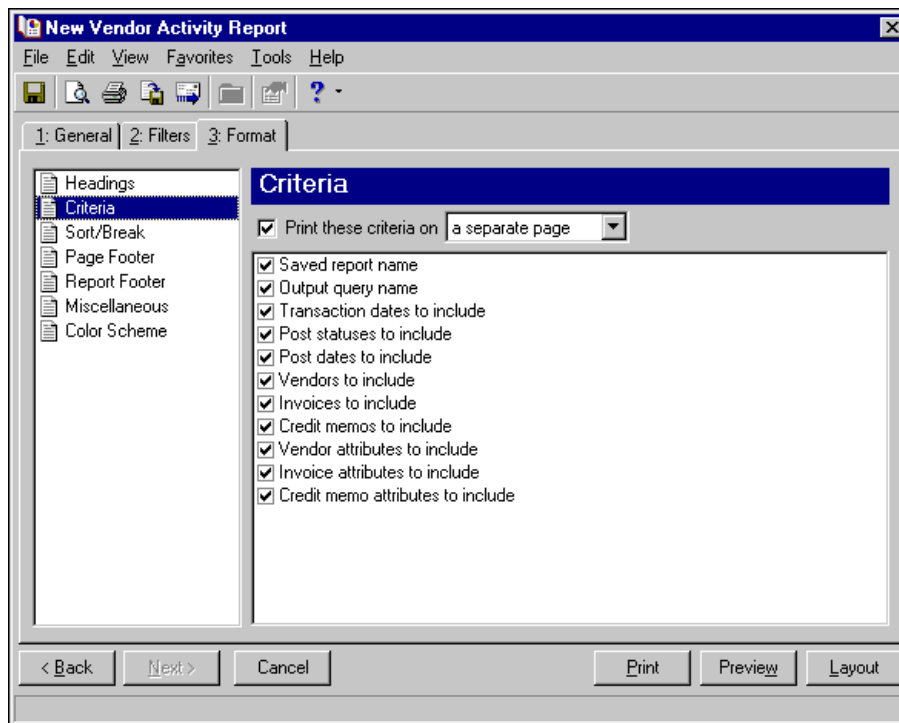 New Vendor Activity Report
File Edit View Favorites Tools Help
?
1: General 2: Filters 3: Format
Headings
Criteria
Sort/Break
Page Footer
Report Footer
Miscellaneous
Color Scheme
Criteria
Print these criteria on a separate page
Saved report name
Output query name
Transaction dates to include
Post statuses to include
Post dates to include
Vendors to include
Invoices to include
Credit memos to include
Vendor attributes to include
Invoice attributes to include
Credit memo attributes to include
< Back Next > Cancel Print Preview Layout